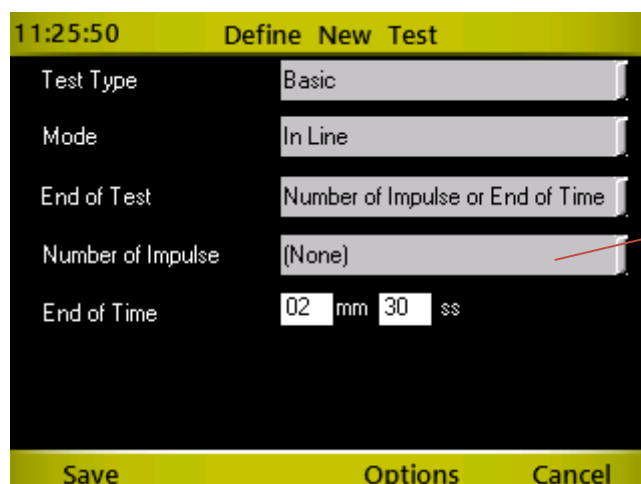 11:25:50 Define New Test
Test Type Basic
Mode In Line
End of Test Number of Impulse or End of Time
Number of Impulse (None)
End of Time 02 mm 30 ss
Save Options Cancel